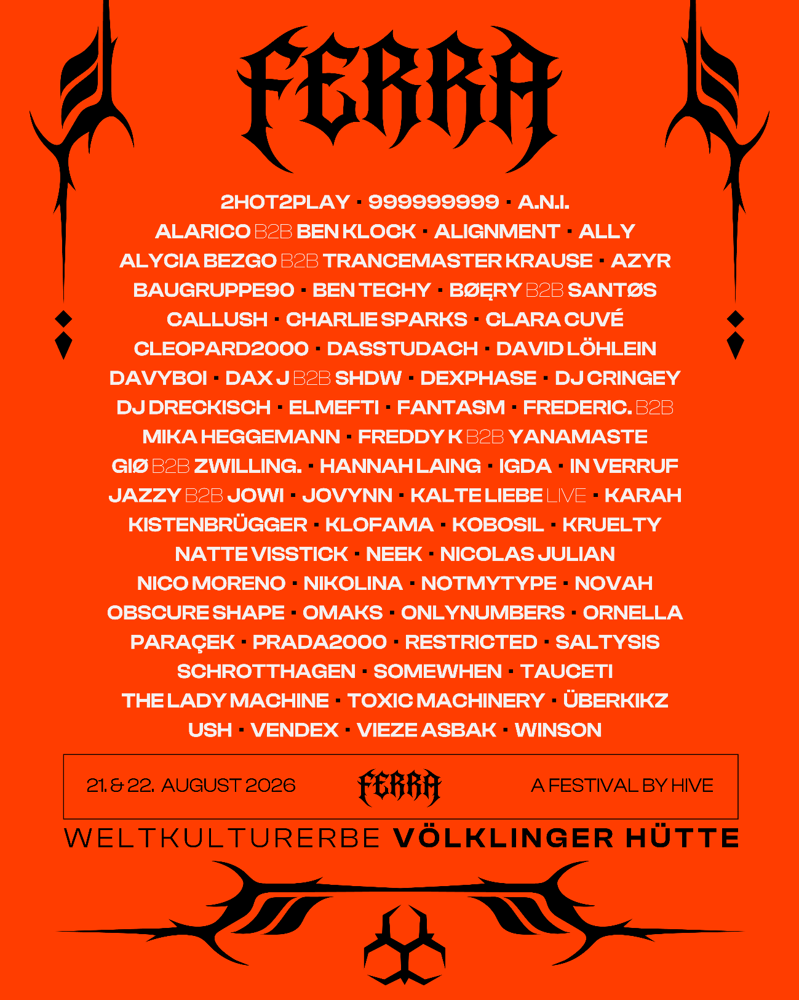 FERRA
2HOT2PLAY · 999999999 · A.N.I.
ALARICO B2B BEN KLOCK · ALIGNMENT · ALLY
ALYCIA BEZGO B2B TRANCEMASTER KRAUSE · AZYR
BAUGRUPPE90 · BEN TECHY · BØĘRY B2B SANTØS
CALLUSH · CHARLIE SPARKS · CLARA CUVÉ
CLEOPARD2000 · DASSTUDACH · DAVID LÖHLEIN
DAVYBOI · DAX J B2B SHDW · DEXPHASE · DJ CRINGEY
DJ DRECKISCH · ELMEFTI · FANTASM · FREDERIC. B2B
MIKA HEGGEMANN · FREDDY K B2B YANAMASTE
GIØ B2B ZWILLING. · HANNAH LAING · IGDA · IN VERRUF
JAZZY B2B JOWI · JOVYNN · KALTE LIEBE LIVE · KARAH
KISTENBRÜGGER · KLOFAMA · KOBOSIL · KRUELTY
NATTE VISSTICK · NEEK · NICOLAS JULIAN
NICO MORENO · NIKOLINA · NOTMYTYPE · NOVAH
OBSCURE SHAPE · OMAKS · ONLYNUMBERS · ORNELLA
PARAÇEK · PRADA2000 · RESTRICTED · SALTYSIS
SCHROTTHAGEN · SOMEWHEN · TAUCETI
THE LADY MACHINE · TOXIC MACHINERY · ÜBERKIKZ
USH · VENDEX · VIEZE ASBAK · WINSON
21. & 22. AUGUST 2026 FERRA A FESTIVAL BY HIVE
WELTKULTURERBE VÖLKLINGER HÜTTE